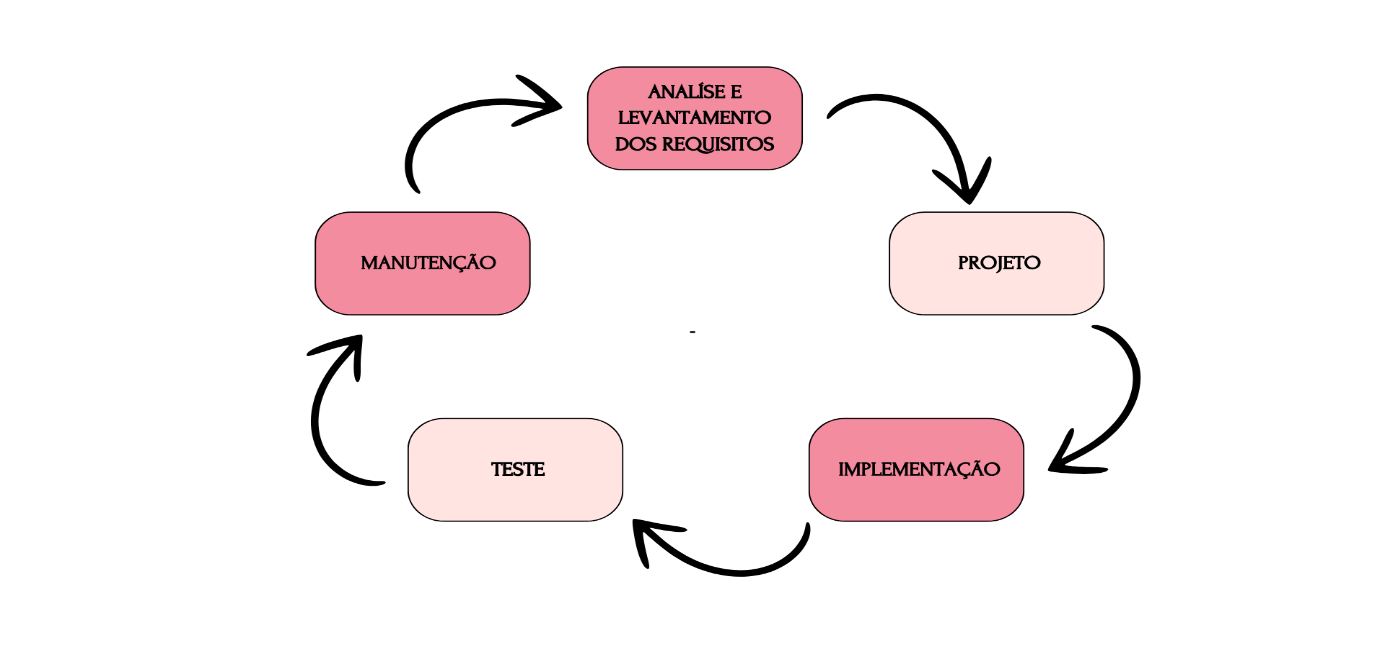 ANALÍSE E
LEVANTAMENTO
DOS REQUISITOS
MANUTENÇÃO
PROJETO
-
TESTE
IMPLEMENTAÇÃO